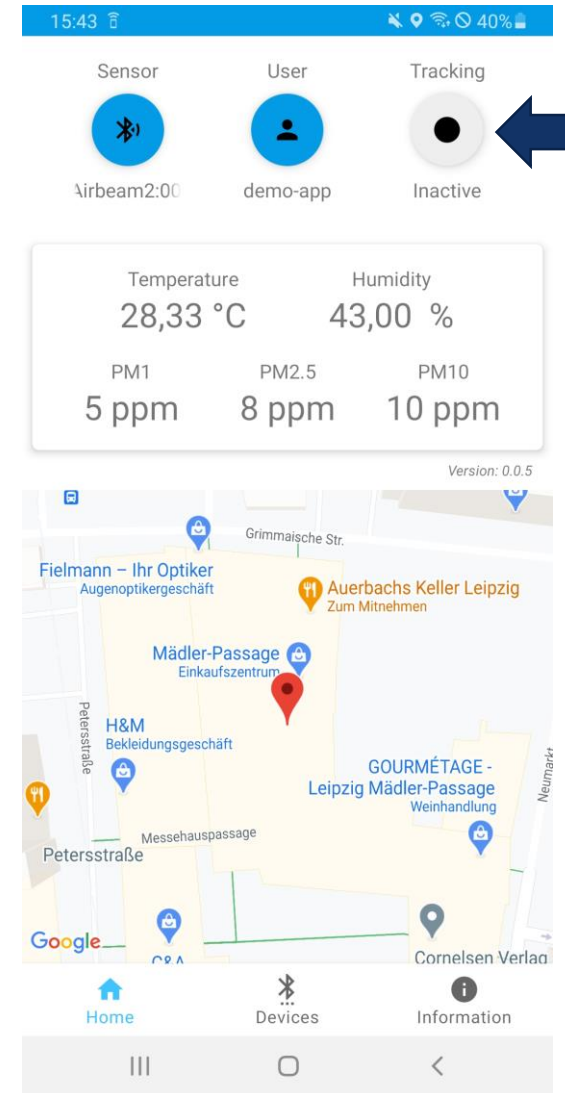 15:43 40%
Sensor User Tracking
Airbeam2:00 demo-app Inactive
Temperature Humidity
28,33 °C 43,00 %
PM1 PM2.5 PM10
5 ppm 8 ppm 10 ppm
Version: 0.0.5
Grimmaische Str.
Fielmann – Ihr Optiker
Augenoptikergeschäft
Auerbachs Keller Leipzig
Zum Mitnehmen
Mädler-Passage
Einkaufszentrum
Petersstraße
H&M
Bekleidungsgeschäft
GOURMÉTAGE -
Leipzig Mädler-Passage
Weinhandlung
Neumarkt
Messehauspassage
Petersstraße
Google
C&A
Cornelsen Verlag
Home Devices Information